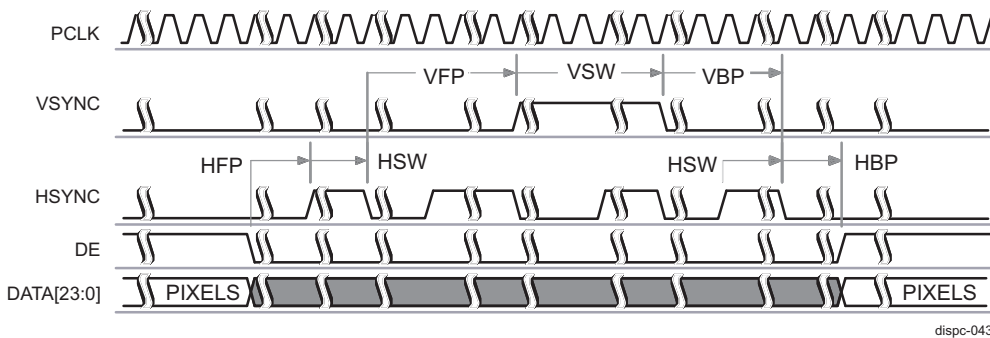 PCLK
VFP VSW VBP
VSYNC
HFP HSW HSW HBP
HSYNC
DE
DATA[23:0] PIXELS PIXELS
dispc-043